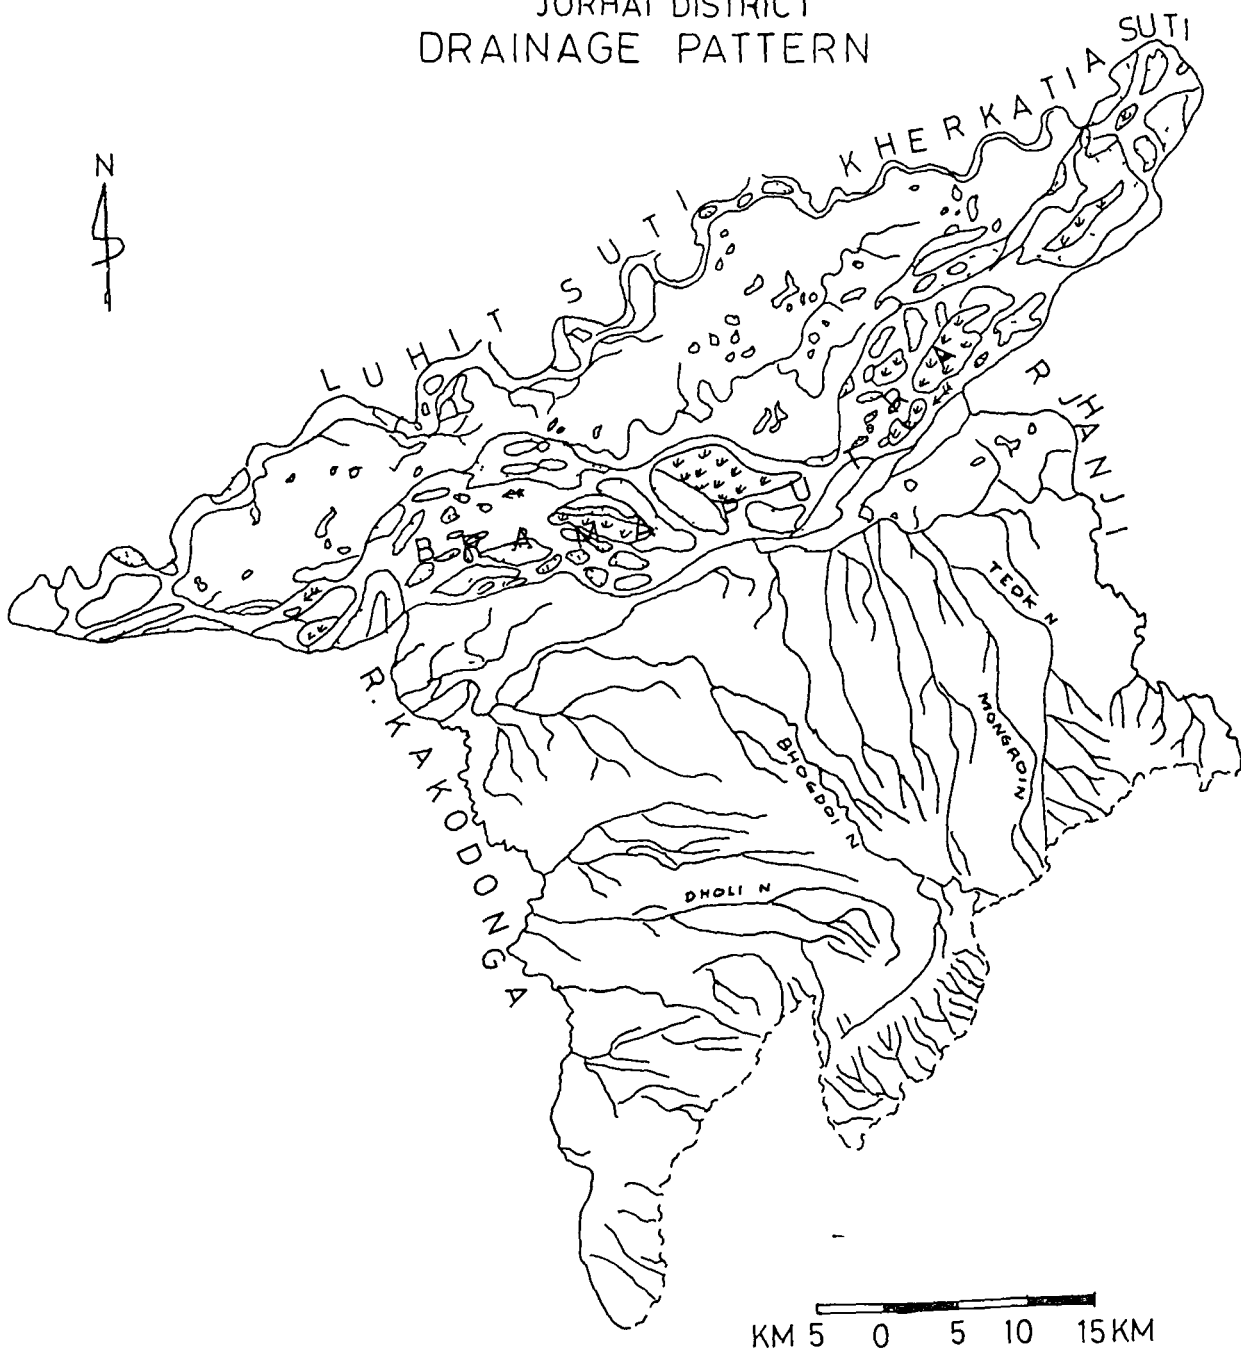 JORHAT DISTRICT
DRAINAGE PATTERN
N
LUHIT SUTI
KHERKATIA SUTI
R JHANJI
TEOK N
MONGROIN
BHOGDOI N
DHOLI N
R. KAKODONGA
KM 5 0 5 10 15 KM